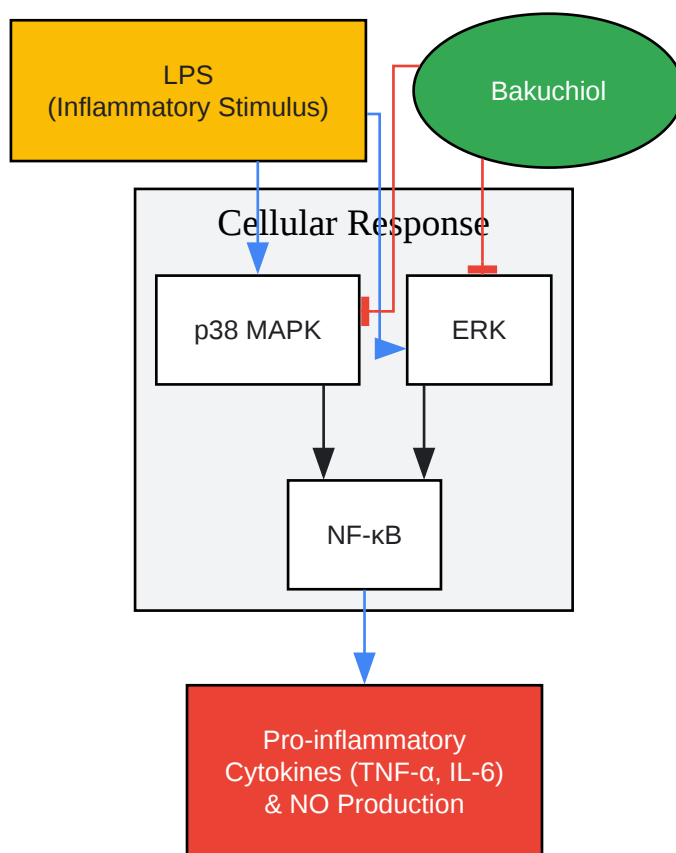 LPS
(Inflammatory Stimulus)
Bakuchiol
Cellular Response
p38 MAPK
ERK
NF-κB
Pro-inflammatory
Cytokines (TNF-α, IL-6)
& NO Production